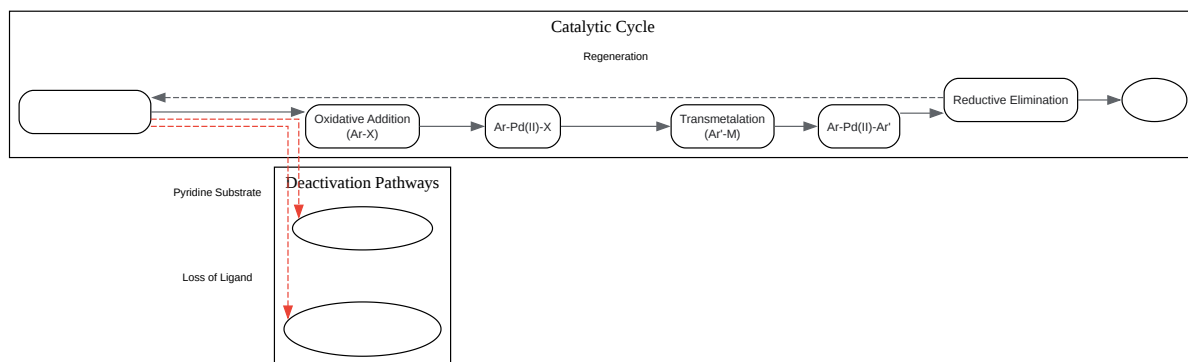 Catalytic Cycle
Regeneration
Oxidative Addition
(Ar-X)
Ar-Pd(II)-X
Transmetalation
(Ar'-M)
Ar-Pd(II)-Ar'
Reductive Elimination
Deactivation Pathways
Pyridine Substrate
Loss of Ligand